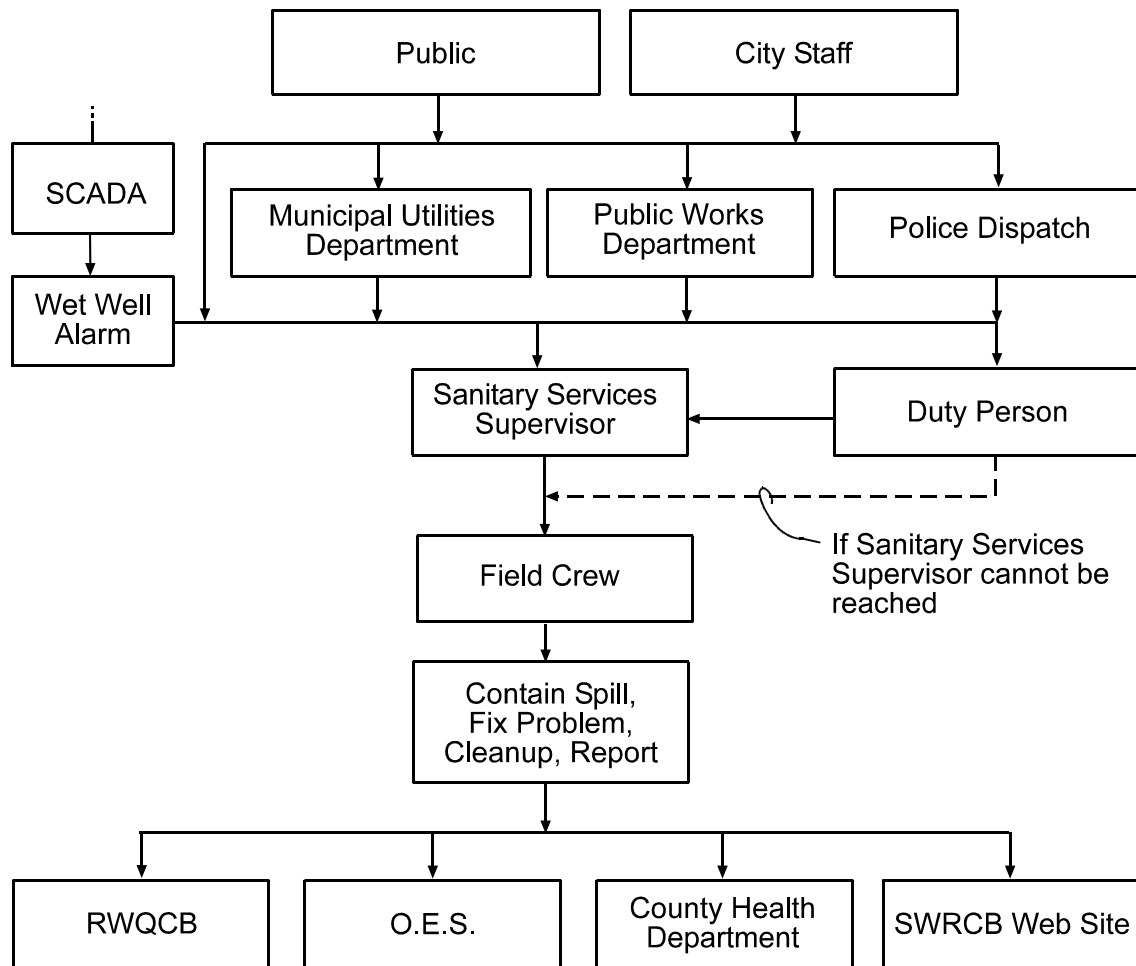 Public
City Staff
SCADA
Municipal Utilities
Department
Public Works
Department
Police Dispatch
Wet Well
Alarm
Sanitary Services
Supervisor
Duty Person
If Sanitary Services
Supervisor cannot be
reached
Field Crew
Contain Spill,
Fix Problem,
Cleanup, Report
RWQCB
O.E.S.
County Health
Department
SWRCB Web Site